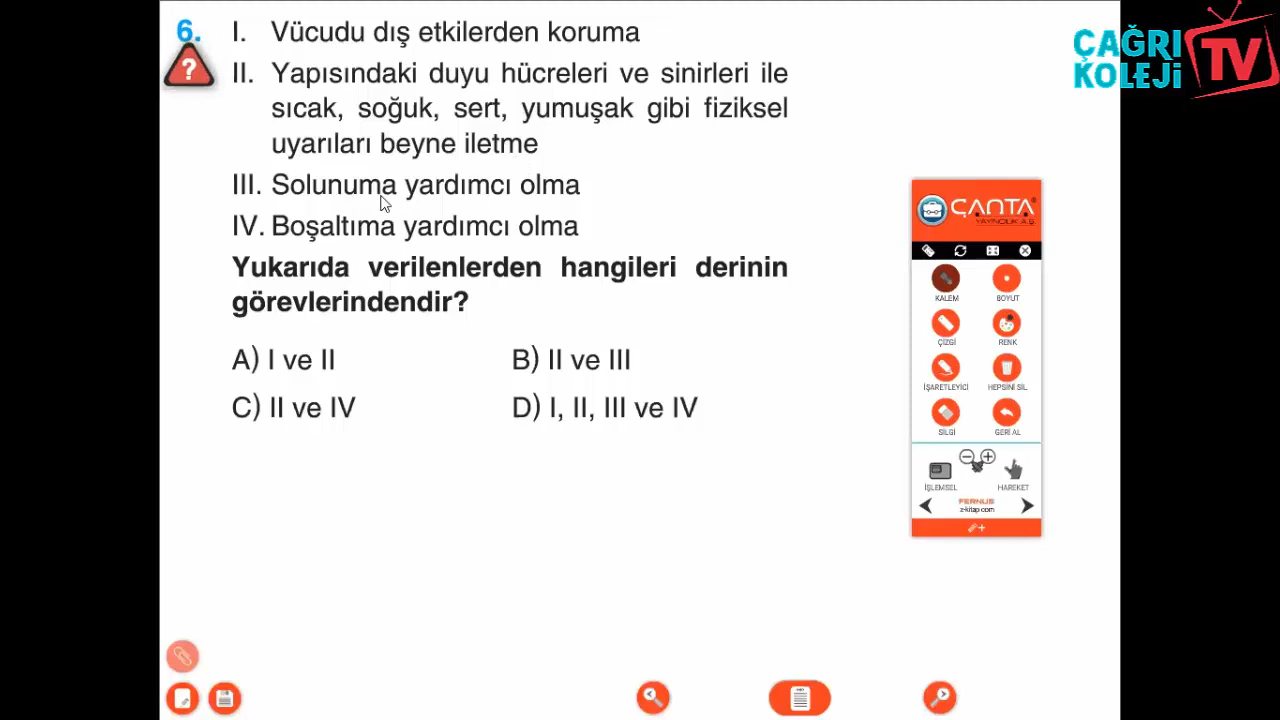 6.
I. Vücudu dış etkilerden koruma
II. Yapısındaki duyu hücreleri ve sinirleri ile
sıcak, soğuk, sert, yumuşak gibi fiziksel
uyarıları beyne iletme
III. Solunuma yardımcı olma
IV. Boşaltıma yardımcı olma
Yukarıda verilenlerden hangileri derinin
görevlerindendir?
A) I ve II
B) II ve III
C) II ve IV
D) I, II, III ve IV
?
ÇAĞRI
KOLEJİ
TV
ÇANTA
YAYINCILIK A.Ş.
KALEM
BOYUT
ÇİZGİ
RENK
İŞARETLEYİCİ
HEPSİNİ SİL
SİLGİ
GERİ AL
İŞLEMSEL
HAREKET
FERNUS
z-kitap.com